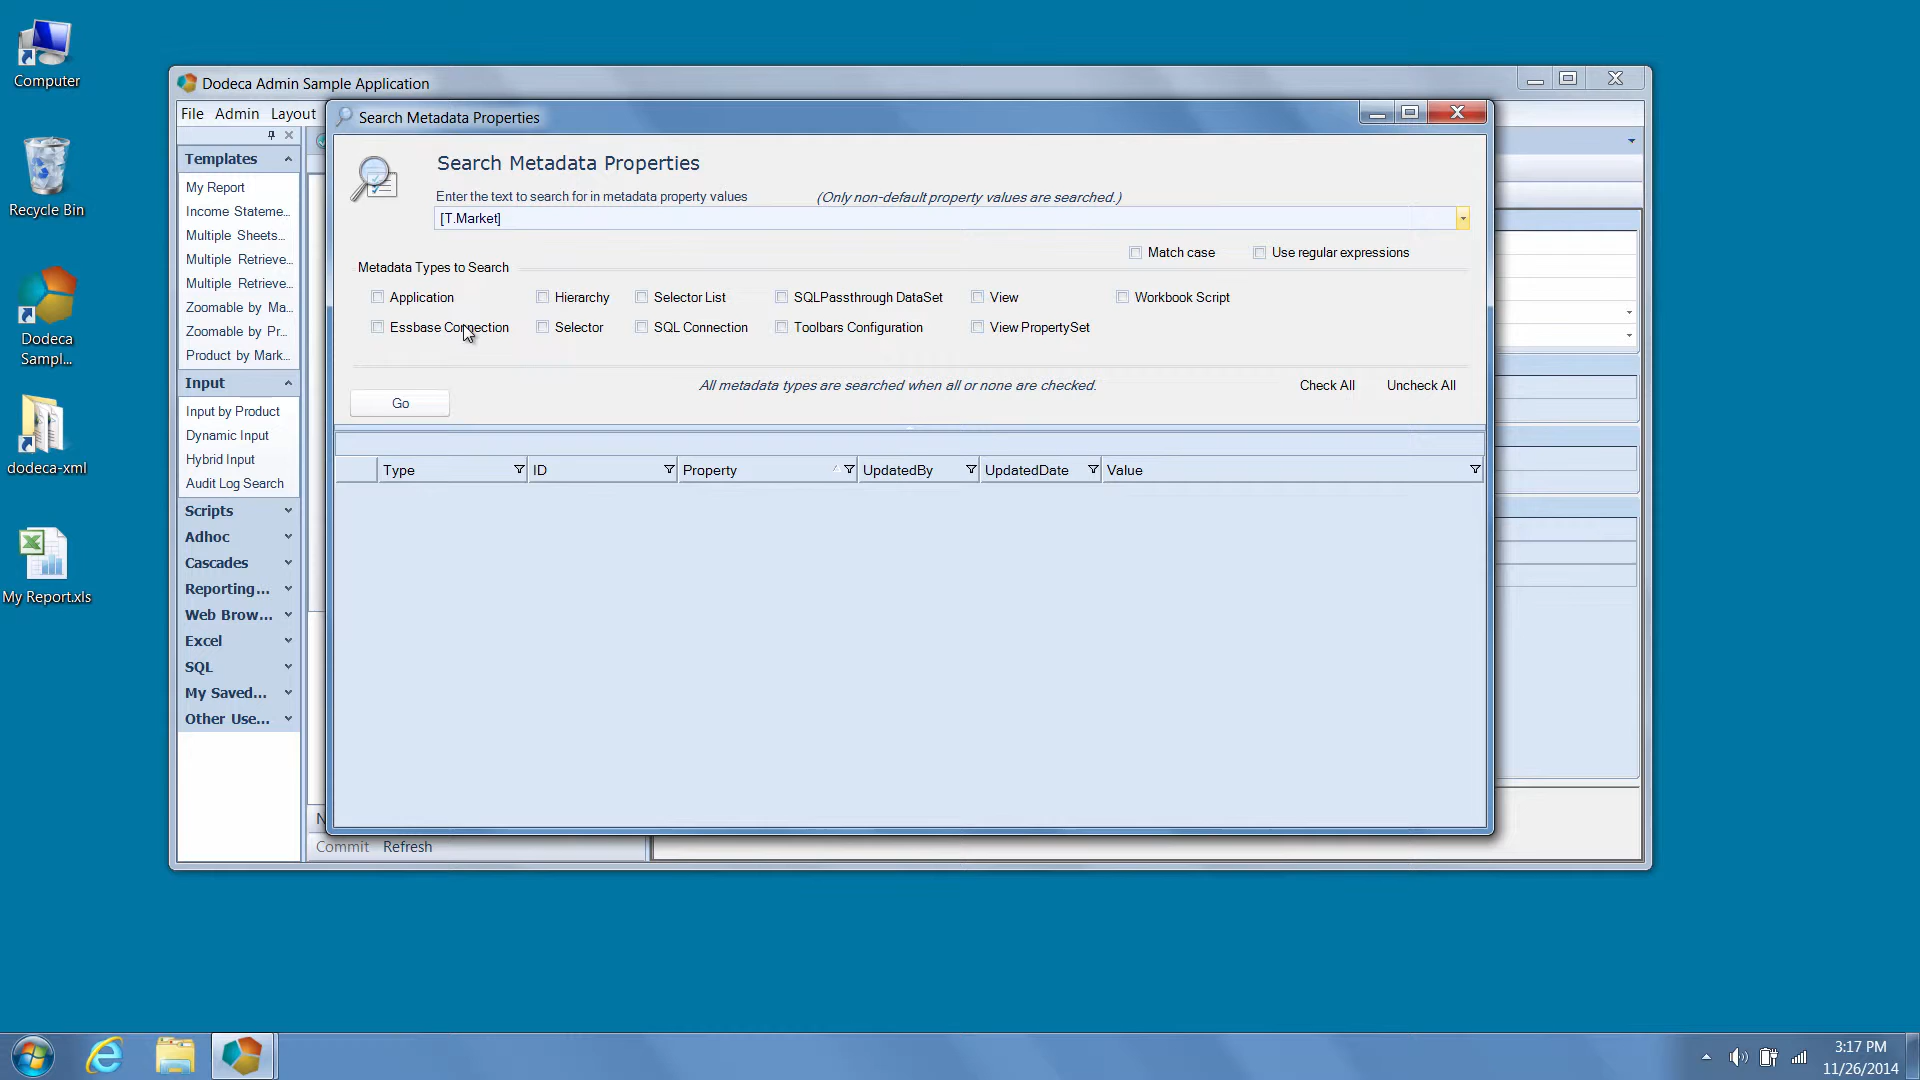 Computer
Recycle Bin
Dodeca
Sampl...
dodeca-xml
My Report.xls
Dodeca Admin Sample Application
File Admin Layout
Templates
My Report
Income Stateme...
Multiple Sheets...
Multiple Retrieve...
Multiple Retrieve...
Zoomable by Ma...
Zoomable by Pr...
Product by Mark...
Input
Input by Product
Dynamic Input
Hybrid Input
Audit Log Search
Scripts
Adhoc
Cascades
Reporting...
Web Brow...
Excel
SQL
My Saved...
Other Use...
Search Metadata Properties
Search Metadata Properties
Enter the text to search for in metadata property values (Only non-default property values are searched.)
[T.Market]
Match case Use regular expressions
Metadata Types to Search
Application Hierarchy Selector List SQLPassthrough DataSet View Workbook Script
Essbase Connection Selector SQL Connection Toolbars Configuration View PropertySet
All metadata types are searched when all or none are checked. Check All Uncheck All
Go
Type ID Property UpdatedBy UpdatedDate Value
Commit Refresh
3:17 PM
11/26/2014